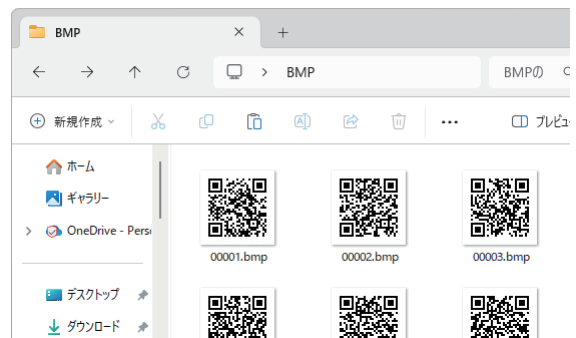 BMP
BMP
BMPの
新規作成
プレビュ
ホーム
ギャラリー
OneDrive - Perso
00001.bmp
00002.bmp
00003.bmp
デスクトップ
ダウンロード